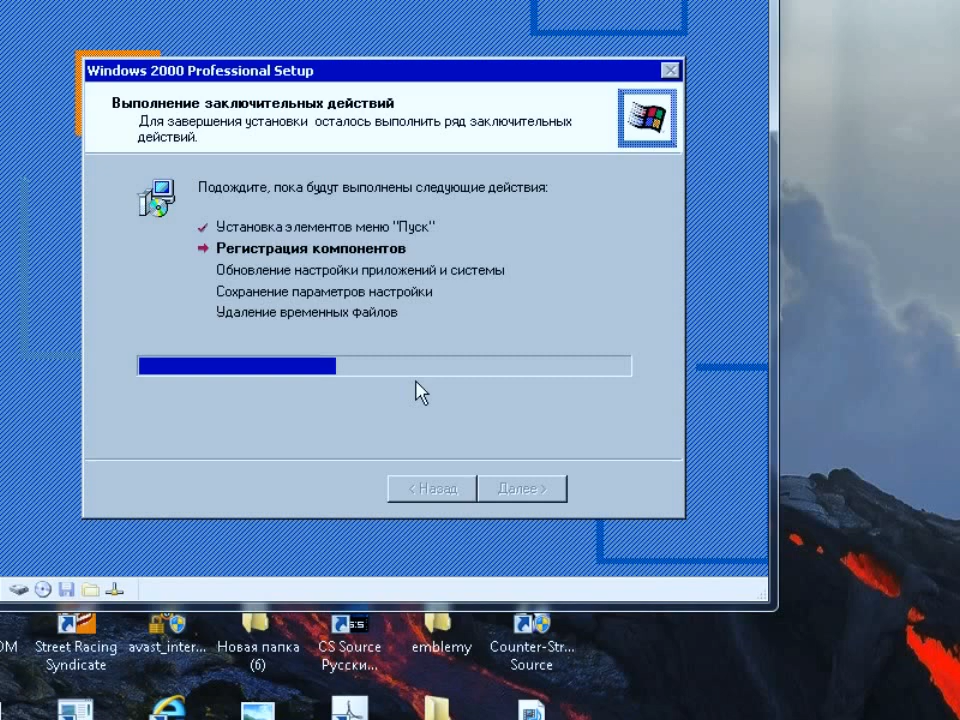 Windows 2000 Professional Setup
Выполнение заключительных действий
Для завершения установки осталось выполнить ряд заключительных
действий.
Подождите, пока будут выполнены следующие действия:
Установка элементов меню "Пуск"
Регистрация компонентов
Обновление настройки приложений и системы
Сохранение параметров настройки
Удаление временных файлов
< Назад
Далее >
OM
Street Racing
Syndicate
avast_inter...
Новая папка
(6)
CS Source
Русски...
emblemy
Counter-Str...
Source